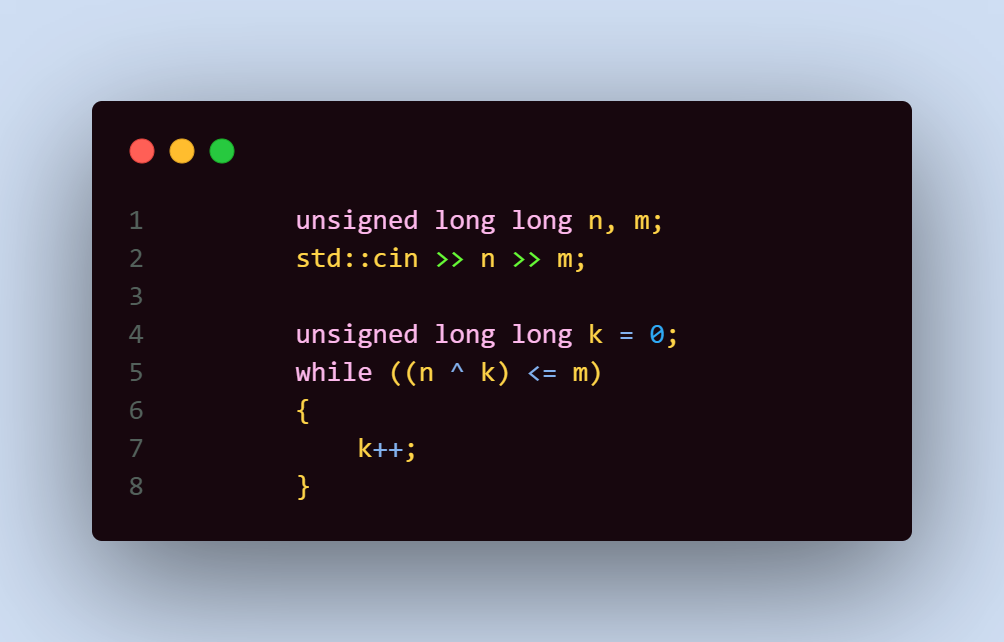 1 unsigned long long n, m;
2 std::cin >> n >> m;
3
4 unsigned long long k = 0;
5 while ((n ^ k) <= m)
6 {
7     k++;
8 }